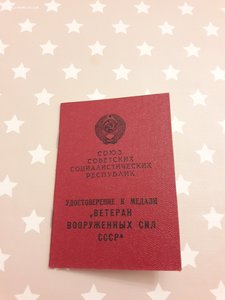 СОЮЗ
СОВЕТСКИХ
СОЦИАЛИСТИЧЕСКИХ
РЕСПУБЛИК
УДОСТОВЕРЕНИЕ К МЕДАЛИ
„ВЕТЕРАН
ВООРУЖЕННЫХ СИЛ
СССР“